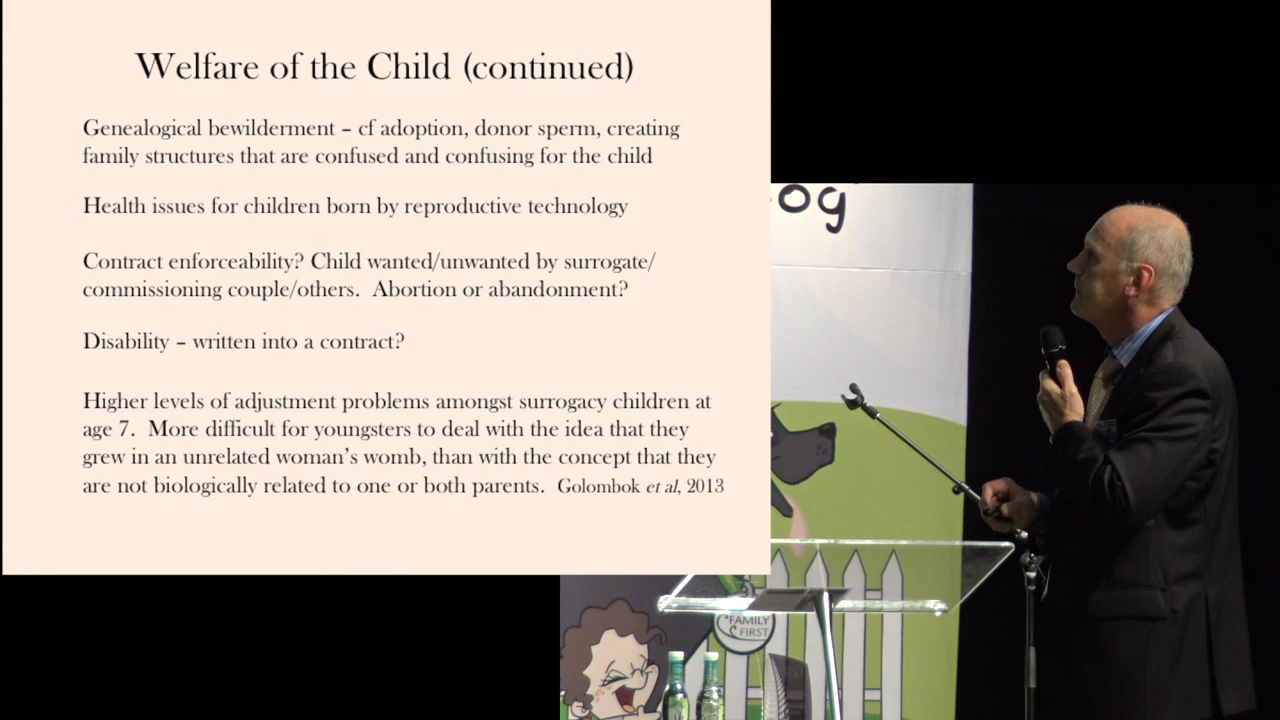 Welfare of the Child (continued)
Genealogical bewilderment – cf adoption, donor sperm, creating
family structures that are confused and confusing for the child
Health issues for children born by reproductive technology
Contract enforceability? Child wanted/unwanted by surrogate/
commissioning couple/others. Abortion or abandonment?
Disability – written into a contract?
Higher levels of adjustment problems amongst surrogacy children at
age 7. More difficult for youngsters to deal with the idea that they
grew in an unrelated woman's womb, than with the concept that they
are not biologically related to one or both parents. Golombok et al, 2013
og
FAMILY
FIRST